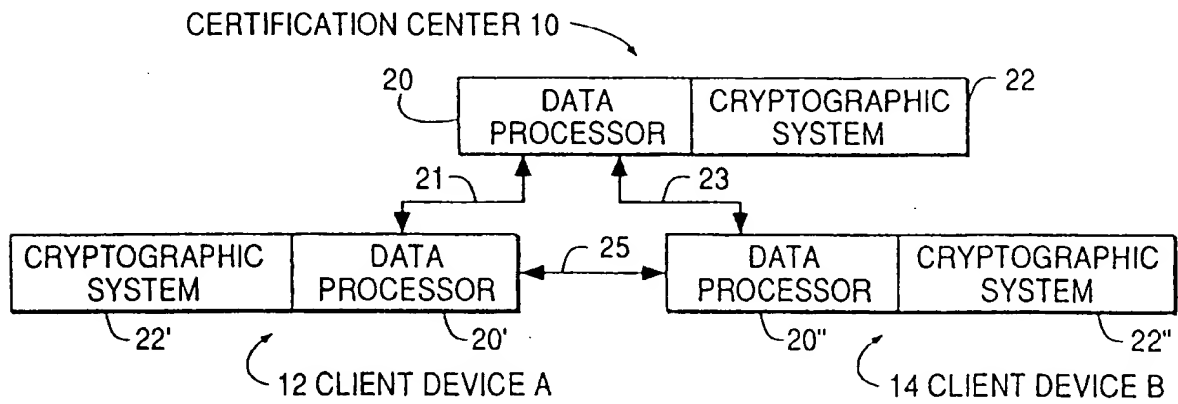 CERTIFICATION CENTER 10
20
DATA PROCESSOR
CRYPTOGRAPHIC SYSTEM
22
21
23
CRYPTOGRAPHIC SYSTEM
DATA PROCESSOR
25
DATA PROCESSOR
CRYPTOGRAPHIC SYSTEM
22'
20'
20"
22"
12 CLIENT DEVICE A
14 CLIENT DEVICE B